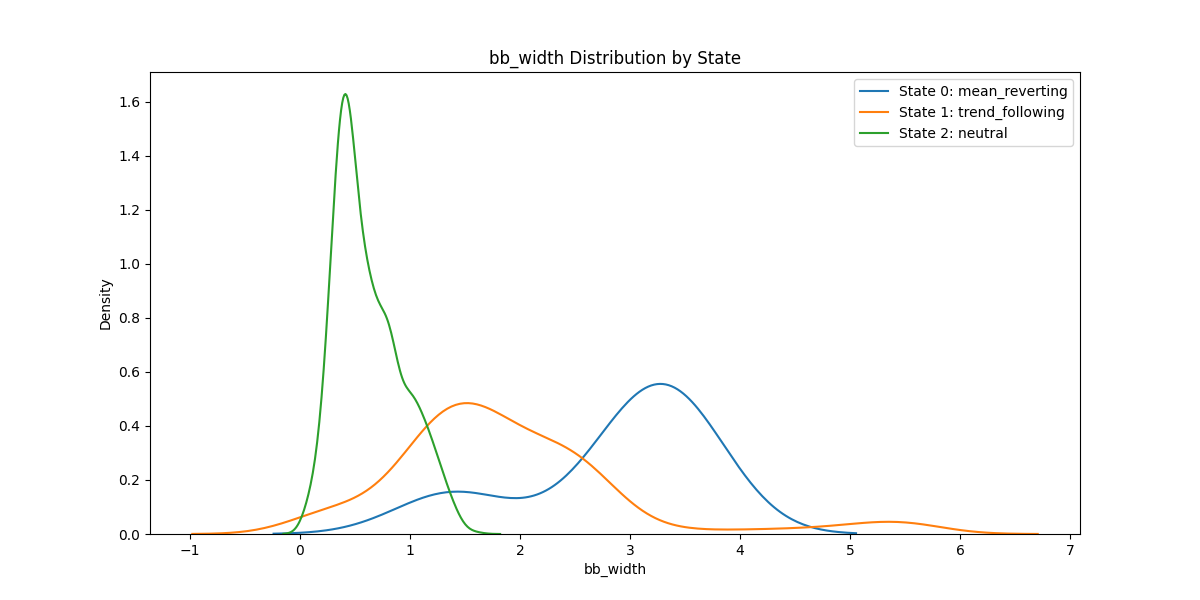 bb_width Distribution by State
State 0: mean_reverting
State 1: trend_following
State 2: neutral
Density
1.6
1.4
1.2
1.0
0.8
0.6
0.4
0.2
0.0
−1 0 1 2 3 4 5 6 7
bb_width